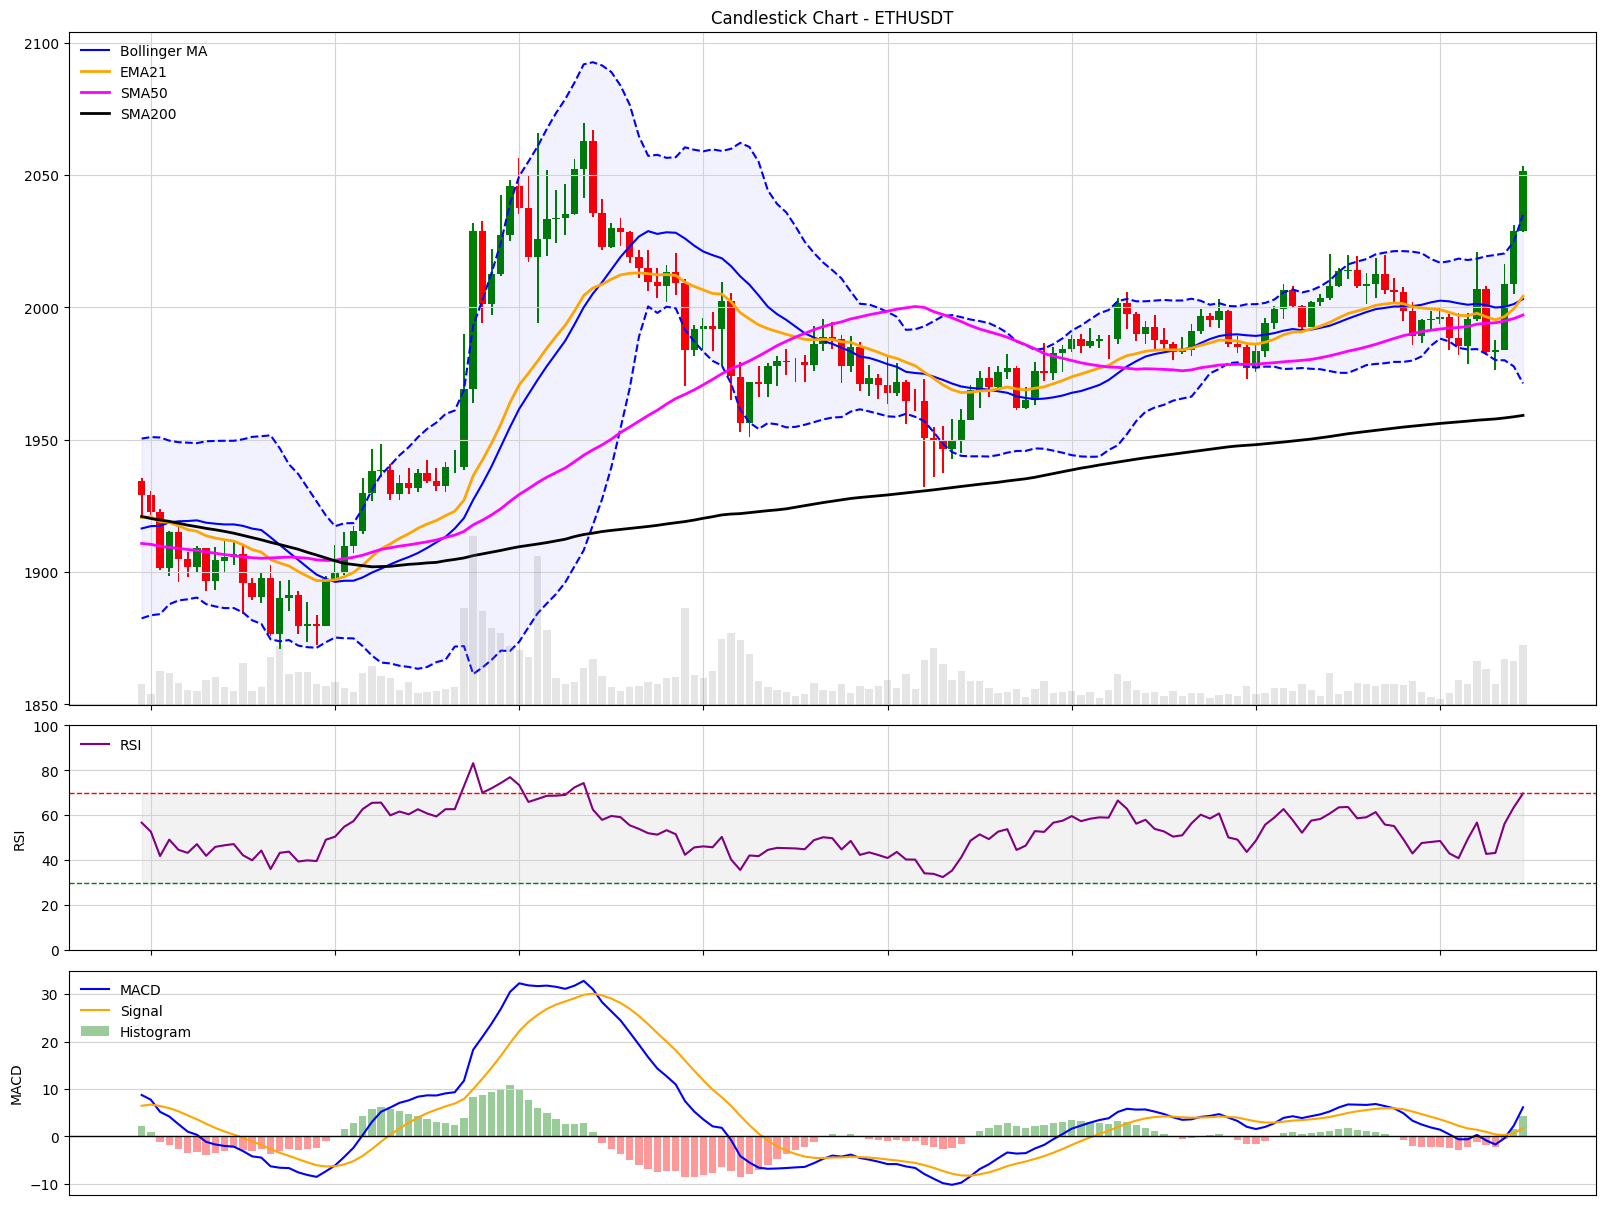 Candlestick Chart - ETHUSDT
Bollinger MA
EMA21
SMA50
SMA200
2100
2050
2000
1950
1900
1850
RSI
100
80
60
40
20
0
RSI
MACD
Signal
Histogram
30
20
10
0
−10
MACD